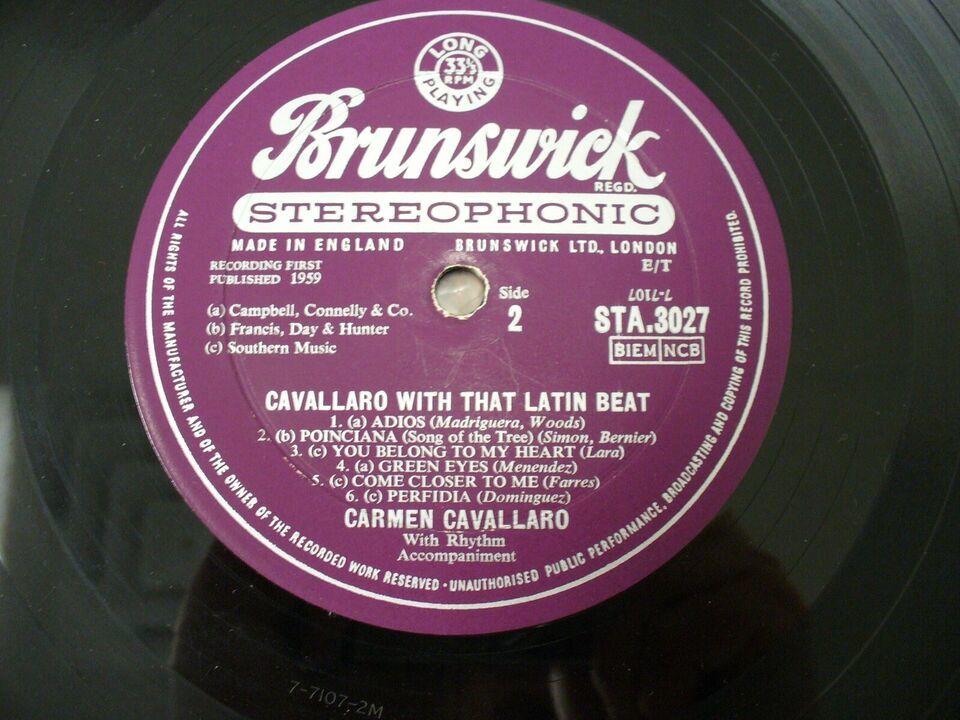 LONG
33⅓
RPM
PLAYING
Brunswick
REGD.
STEREOPHONIC
MADE IN ENGLAND BRUNSWICK LTD., LONDON
RECORDING FIRST
PUBLISHED 1959
E/T
(a) Campbell, Connelly & Co.
(b) Francis, Day & Hunter
(c) Southern Music
Side
2
7-7107
STA.3027
BIEM NCB
CAVALLARO WITH THAT LATIN BEAT
1. (a) ADIOS (Madriguera, Woods)
2. (b) POINCIANA (Song of the Tree) (Simon, Bernier)
3. (c) YOU BELONG TO MY HEART (Lara)
4. (a) GREEN EYES (Menendez)
5. (c) COME CLOSER TO ME (Farres)
6. (c) PERFIDIA (Dominguez)
CARMEN CAVALLARO
With Rhythm
Accompaniment
ALL RIGHTS OF THE MANUFACTURER AND OF THE OWNER OF THE RECORDED WORK RESERVED · UNAUTHORISED PUBLIC PERFORMANCE, BROADCASTING AND COPYING OF THIS RECORD PROHIBITED.
7-7107-2M